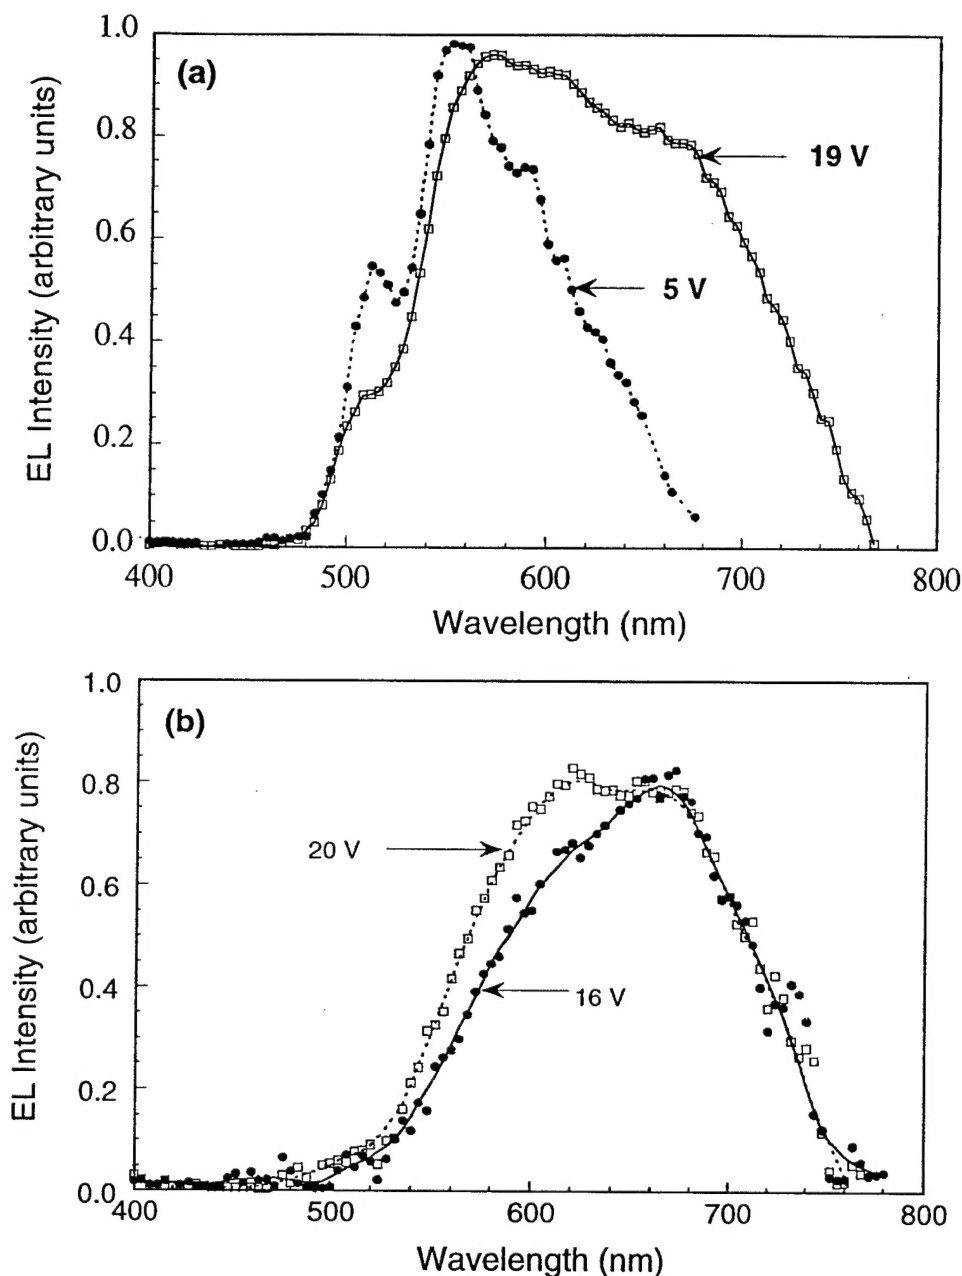 (a)
EL Intensity (arbitrary units)
1.0
0.8
0.6
0.4
0.2
0.0
19 V
5 V
400 500 600 700 800
Wavelength (nm)
(b)
EL Intensity (arbitrary units)
1.0
0.8
0.6
0.4
0.2
0.0
20 V
16 V
400 500 600 700 800
Wavelength (nm)